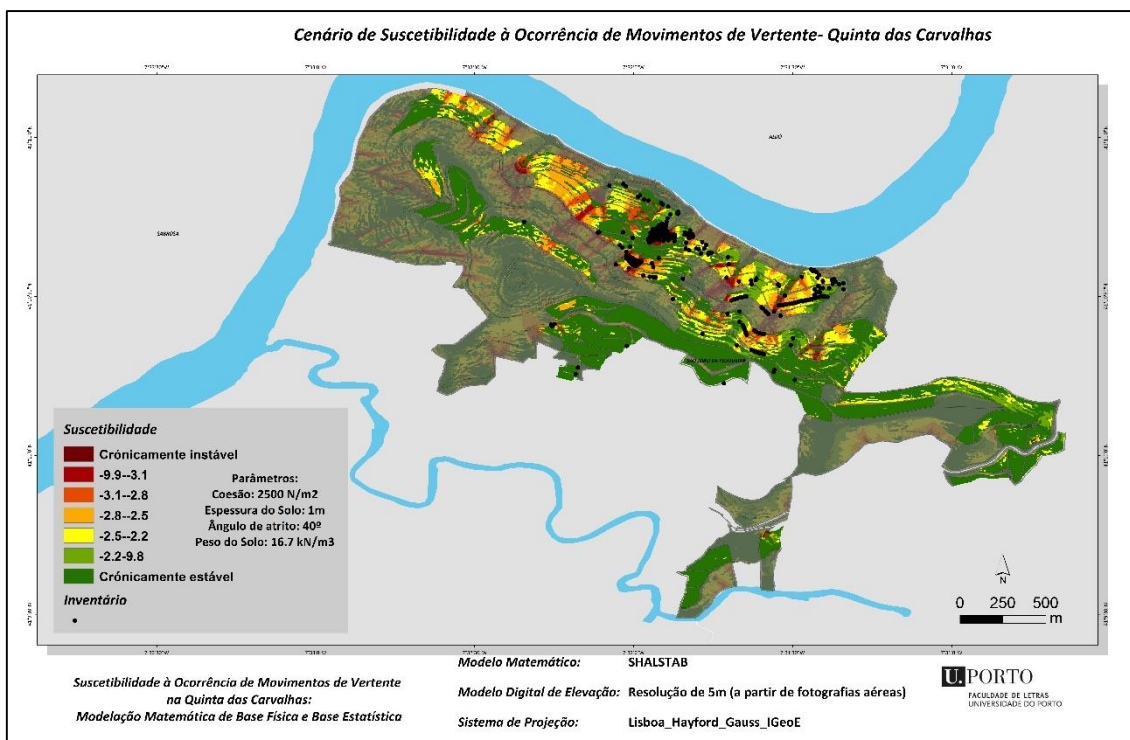 Cenário de Suscetibilidade à Ocorrência de Movimentos de Vertente- Quinta das Carvalhas
ALIJÓ
SABROSA
Suscetibilidade
Crónicamente instável
-9.9--3.1
-3.1--2.8
-2.8--2.5
-2.5--2.2
-2.2-9.8
Crónicamente estável
Inventário
Parâmetros:
Coesão: 2500 N/m2
Espessura do Solo: 1m
Ângulo de atrito: 40º
Peso do Solo: 16.7 kN/m3
N
0 250 500
m
Suscetibilidade à Ocorrência de Movimentos de Vertente
na Quinta das Carvalhas:
Modelação Matemática de Base Física e Base Estatística
Modelo Matemático: SHALSTAB
Modelo Digital de Elevação: Resolução de 5m (a partir de fotografias aéreas)
Sistema de Projeção: Lisboa_Hayford_Gauss_IGeoE
U.PORTO
FACULDADE DE LETRAS
UNIVERSIDADE DO PORTO